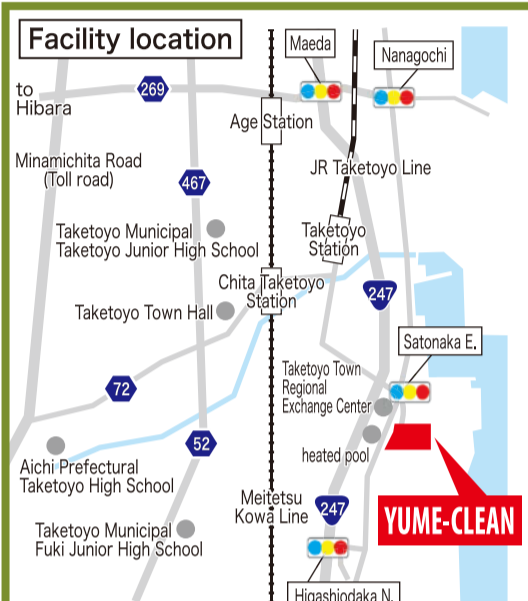 Facility location
Maeda
Nanagochi
to
Hibara
269
Age Station
Minamichita Road
(Toll road)
JR Taketoyo Line
467
Taketoyo Municipal
Taketoyo Junior High School
Taketoyo
Station
Chita Taketoyo
Station
247
Taketoyo Town Hall
Satonaka E.
72
Taketoyo Town
Regional
Exchange Center
52
heated pool
Aichi Prefectural
Taketoyo High School
Meitetsu
Kowa Line
247
YUME-CLEAN
Taketoyo Municipal
Fuki Junior High School
Higashiodaka N.